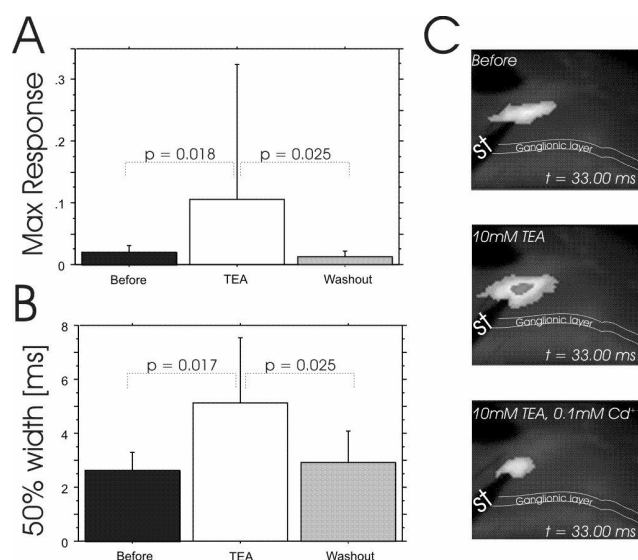 A
Max Response
.3
.2
.1
0
p = 0.018
p = 0.025
Before
TEA
Washout
B
50% width [ms]
8
6
4
2
0
p = 0.017
p = 0.025
Before
TEA
Washout
C
Before
st
Ganglionic layer
t = 33.00 ms
10mM TEA
st
Ganglionic layer
t = 33.00 ms
10mM TEA, 0.1mM Cd⁺
st
Ganglionic layer
t = 33.00 ms